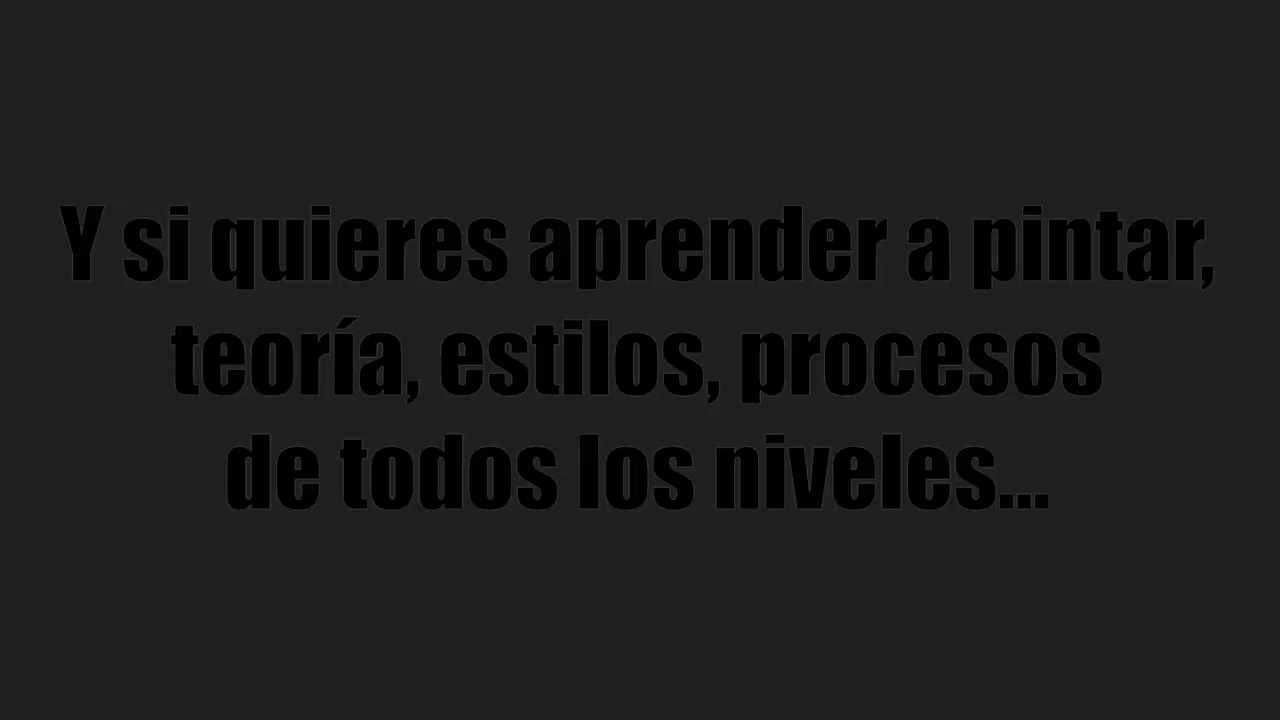 Y si quieres aprender a pintar,
teoría, estilos, procesos
de todos los niveles...